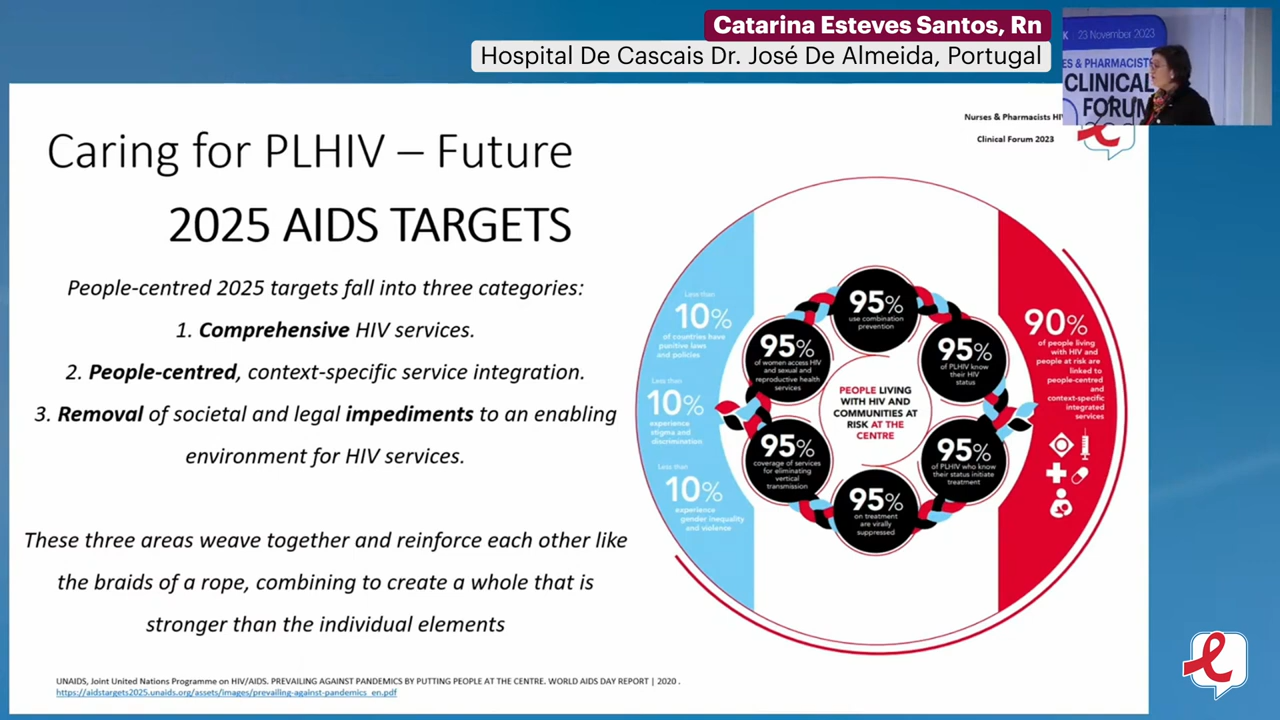 Catarina Esteves Santos, Rn
Hospital De Cascais Dr. José De Almeida, Portugal
K
23 November 2023
ES & PHARMACIST
CLINICAL
FORUM
Nurses & Pharmacists HI
Clinical Forum 2023
Caring for PLHIV – Future
2025 AIDS TARGETS
People-centred 2025 targets fall into three categories:
1. Comprehensive HIV services.
2. People-centred, context-specific service integration.
3. Removal of societal and legal impliments to an enabling
environment for HIV services.
These three areas weave together and reinforce each other like
the braids of a rope, combining to create a whole that is
stronger than the individual elements
Less than
10%
of countries have
punitive laws
and policies
Less than
10%
experience
stigma and
discrimination
Less than
10%
experience
gender inequality
and violence
95%
use combination
prevention
95%
of women access HIV
and sexual and
reproductive health
services
95%
of PLHIV know
their HIV
status
PEOPLE LIVING
WITH HIV AND
COMMUNITIES AT
RISK AT THE
CENTRE
95%
coverage of services
for eliminating
vertical
transmission
95%
of PLHIV who know
their status initiate
treatment
95%
on treatment
are virally
suppressed
90%
of people living
with HIV and
people at risk are
linked to
people-centred
and
context-specific
integrated
services
UNAIDS, Joint United Nations Programme on HIV/AIDS. PREVAILING AGAINST PANDEMICS BY PUTTING PEOPLE AT THE CENTRE. WORLD AIDS DAY REPORT | 2020 .
https://aidstargets2025.unaids.org/assets/images/prevailing-against-pandemics_en.pdf